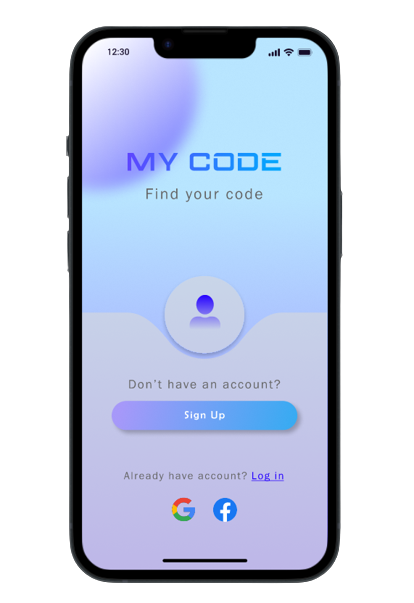 12:30
MY CODE
Find your code
Don't have an account?
Sign Up
Already have account? Log in